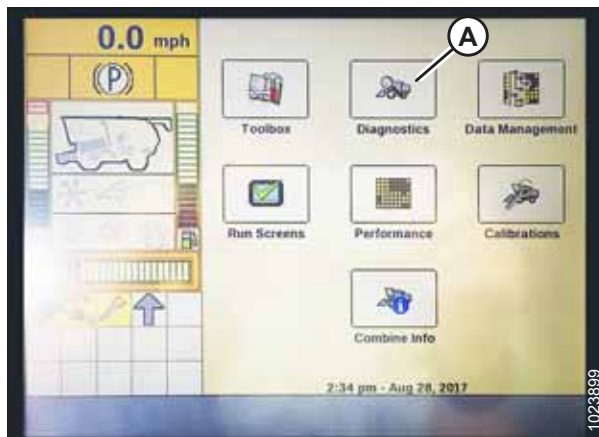 0.0 mph
A
(P)
Toolbox
Diagnostics
Data Management
Run Screens
Performance
Calibrations
Combine Info
2:34 pm - Aug 28, 2017
1023899